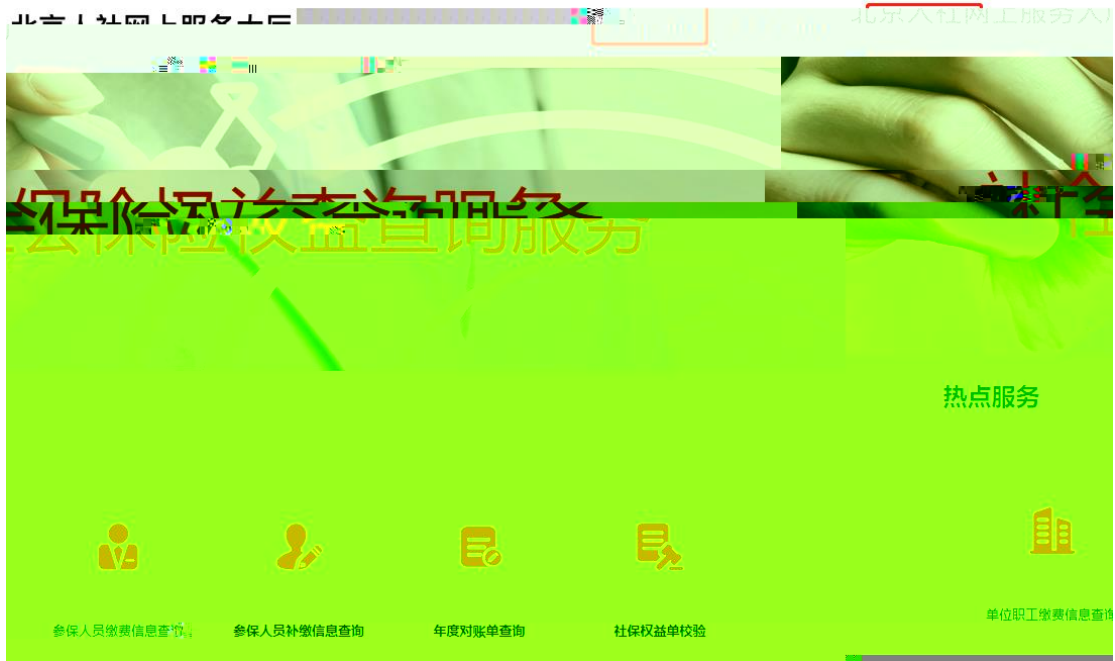 北京人社网上服务大厅
北京人社网上服务大厅
社会保险权益查询服务
热点服务
参保人员缴费信息查询
参保人员补缴信息查询
年度对账单查询
社保权益单校验
单位职工缴费信息查询